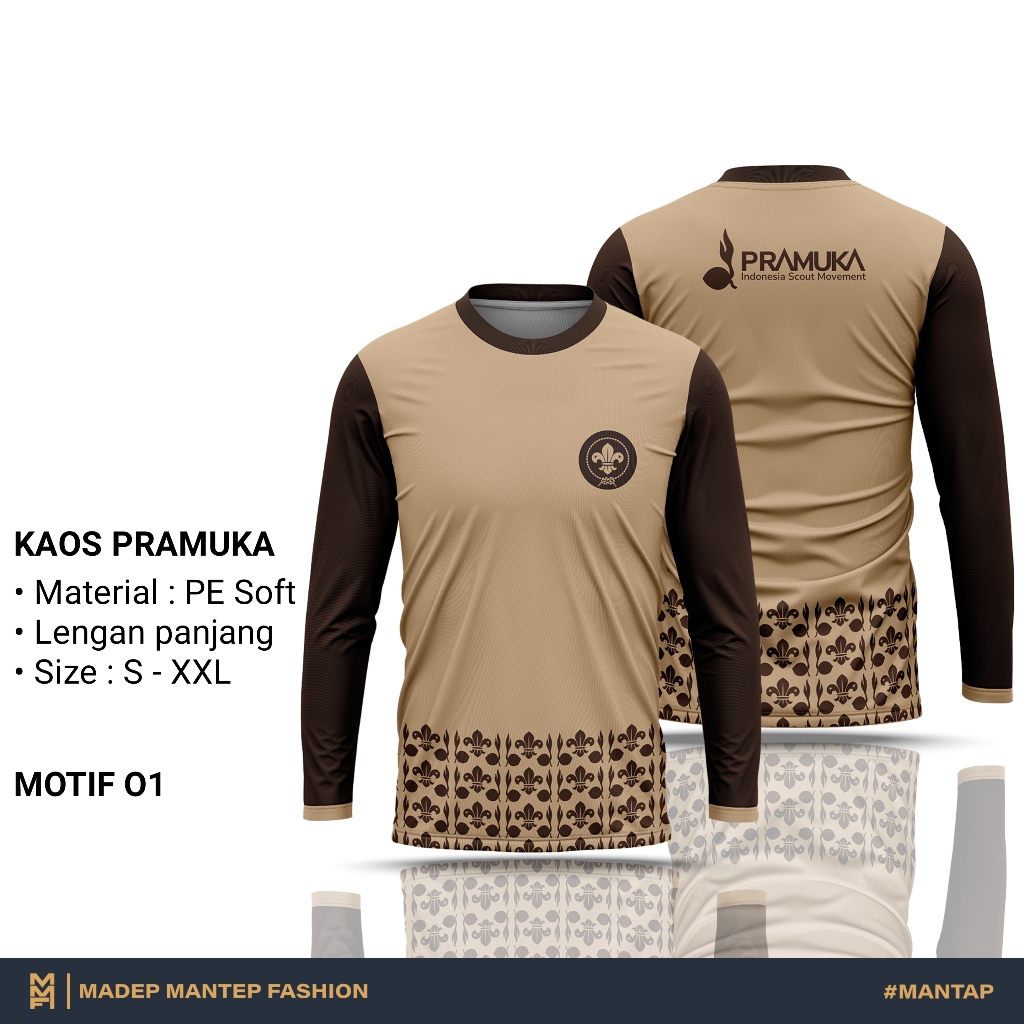 PRAMUKA
Indonesia Scout Movement
KAOS PRAMUKA
• Material : PE Soft
• Lengan panjang
• Size : S - XXL
MOTIF O1
MMF
MADEP MANTEP FASHION
#MANTAP